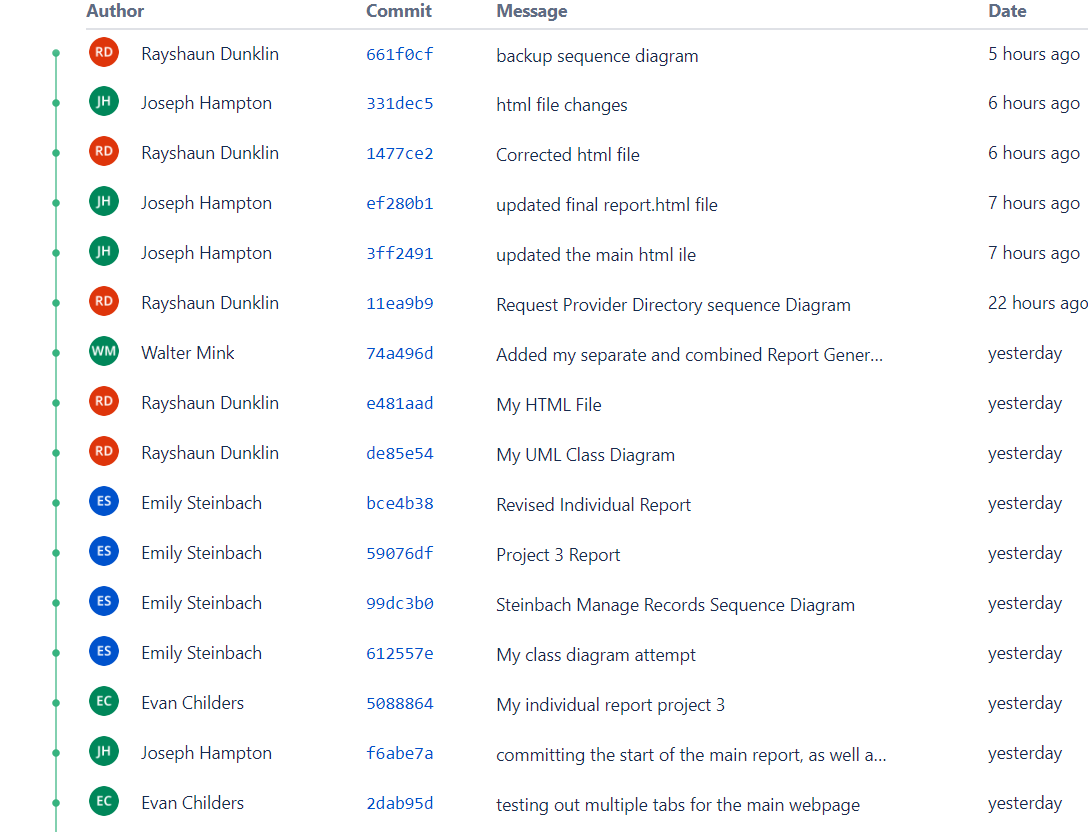 Author Commit Message Date
RD Rayshaun Dunklin 661f0cf backup sequence diagram 5 hours ago
JH Joseph Hampton 331dec5 html file changes 6 hours ago
RD Rayshaun Dunklin 1477ce2 Corrected html file 6 hours ago
JH Joseph Hampton ef280b1 updated final report.html file 7 hours ago
JH Joseph Hampton 3ff2491 updated the main html ile 7 hours ago
RD Rayshaun Dunklin 11ea9b9 Request Provider Directory sequence Diagram 22 hours ago
WM Walter Mink 74a496d Added my separate and combined Report Gener... yesterday
RD Rayshaun Dunklin e481aad My HTML File yesterday
RD Rayshaun Dunklin de85e54 My UML Class Diagram yesterday
ES Emily Steinbach bce4b38 Revised Individual Report yesterday
ES Emily Steinbach 59076df Project 3 Report yesterday
ES Emily Steinbach 99dc3b0 Steinbach Manage Records Sequence Diagram yesterday
ES Emily Steinbach 612557e My class diagram attempt yesterday
EC Evan Childers 5088864 My individual report project 3 yesterday
JH Joseph Hampton f6abe7a committing the start of the main report, as well a... yesterday
EC Evan Childers 2dab95d testing out multiple tabs for the main webpage yesterday